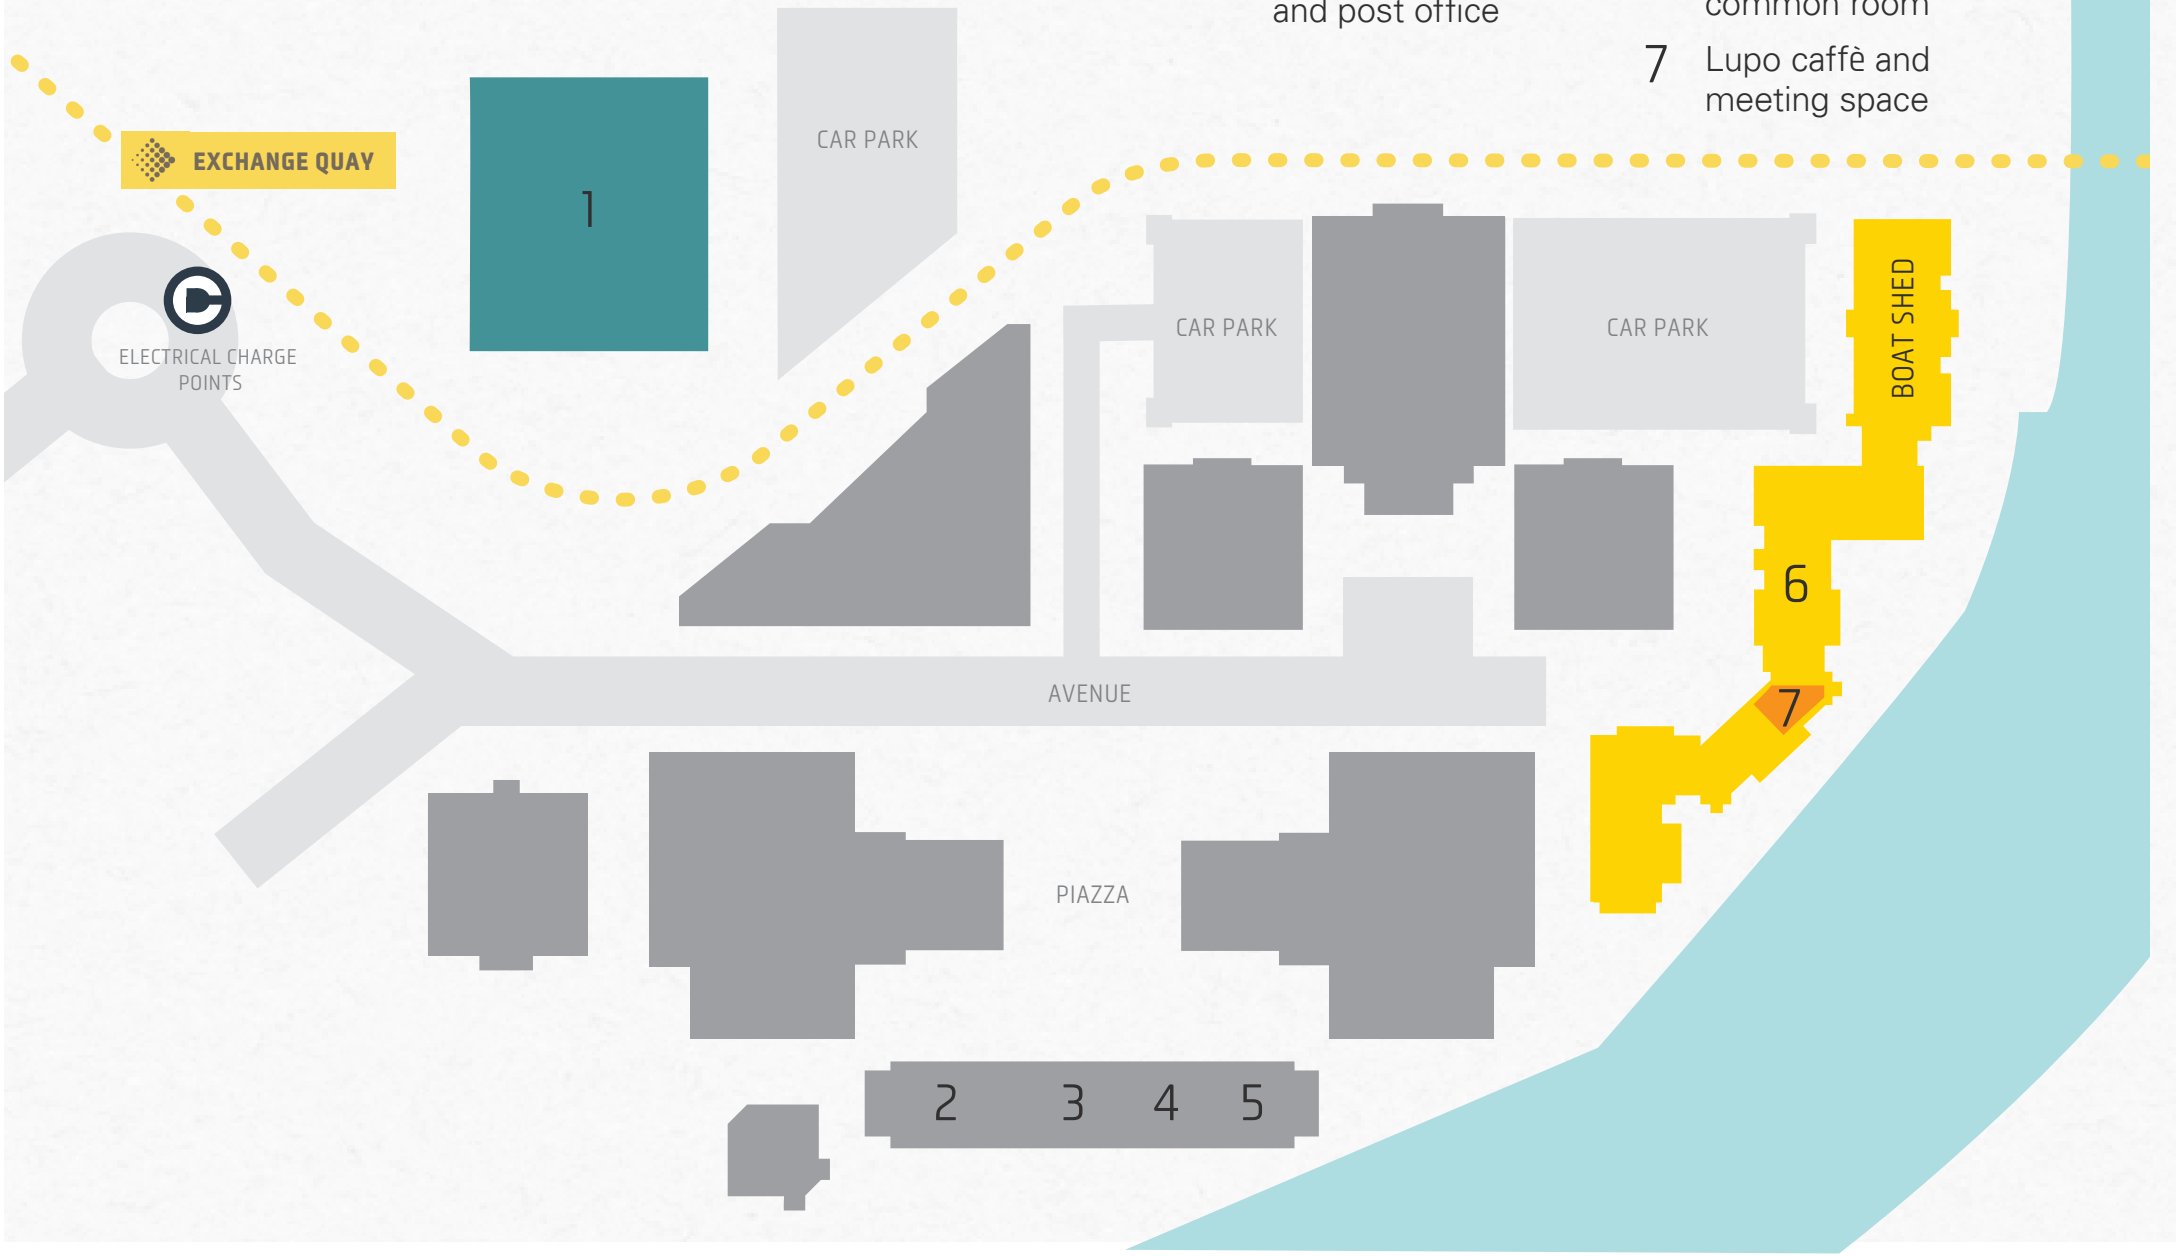 and post office
common room
7 Lupo caffè and
meeting space
CAR PARK
EXCHANGE QUAY
1
ELECTRICAL CHARGE
POINTS
CAR PARK
CAR PARK
BOAT SHED
6
AVENUE
7
PIAZZA
2 3 4 5